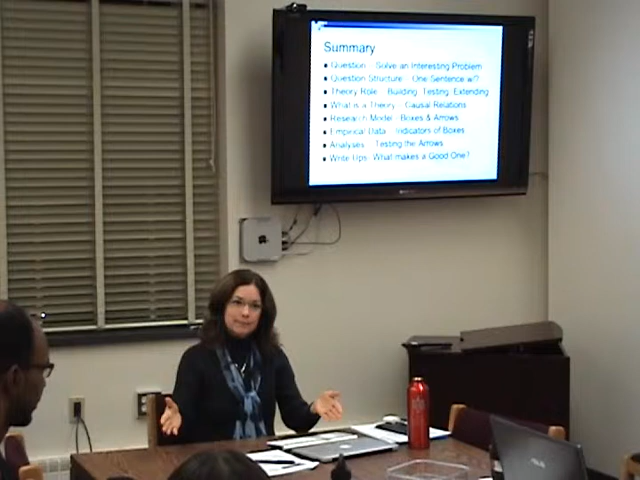 Summary
Question: Solve an Interesting Problem
Question Structure: One Sentence w/?
Theory Role: Building, Testing, Extending
What is a Theory: Causal Relations
Research Model: Boxes & Arrows
Empirical Data: Indicators of Boxes
Analyses: Testing the Arrows
Write Ups: What makes a Good One?